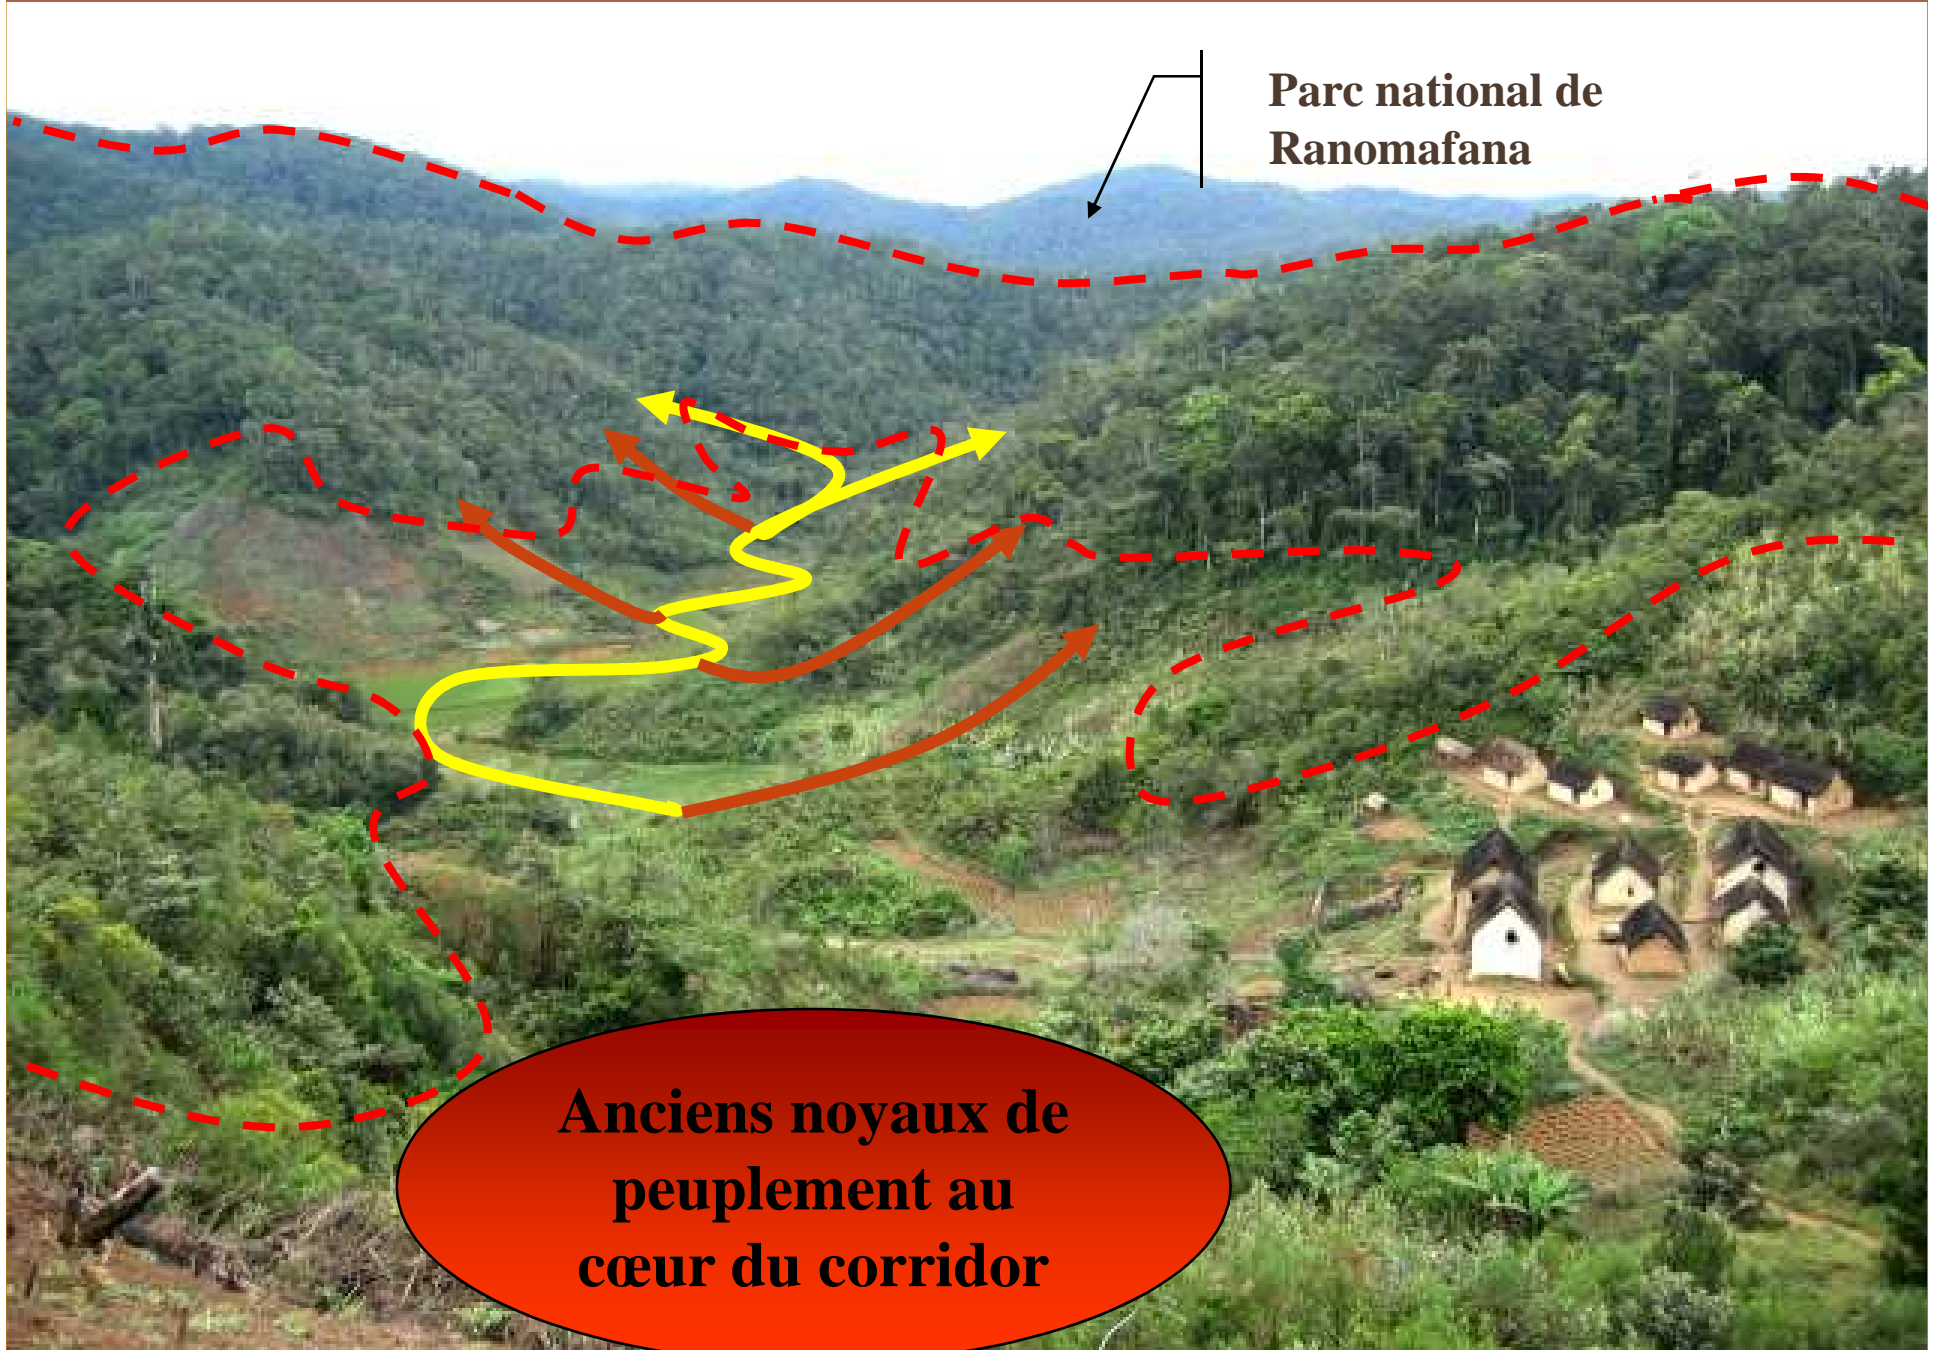 Parc national de
Ranomafana
Anciens noyaux de
peuplement au
cœur du corridor